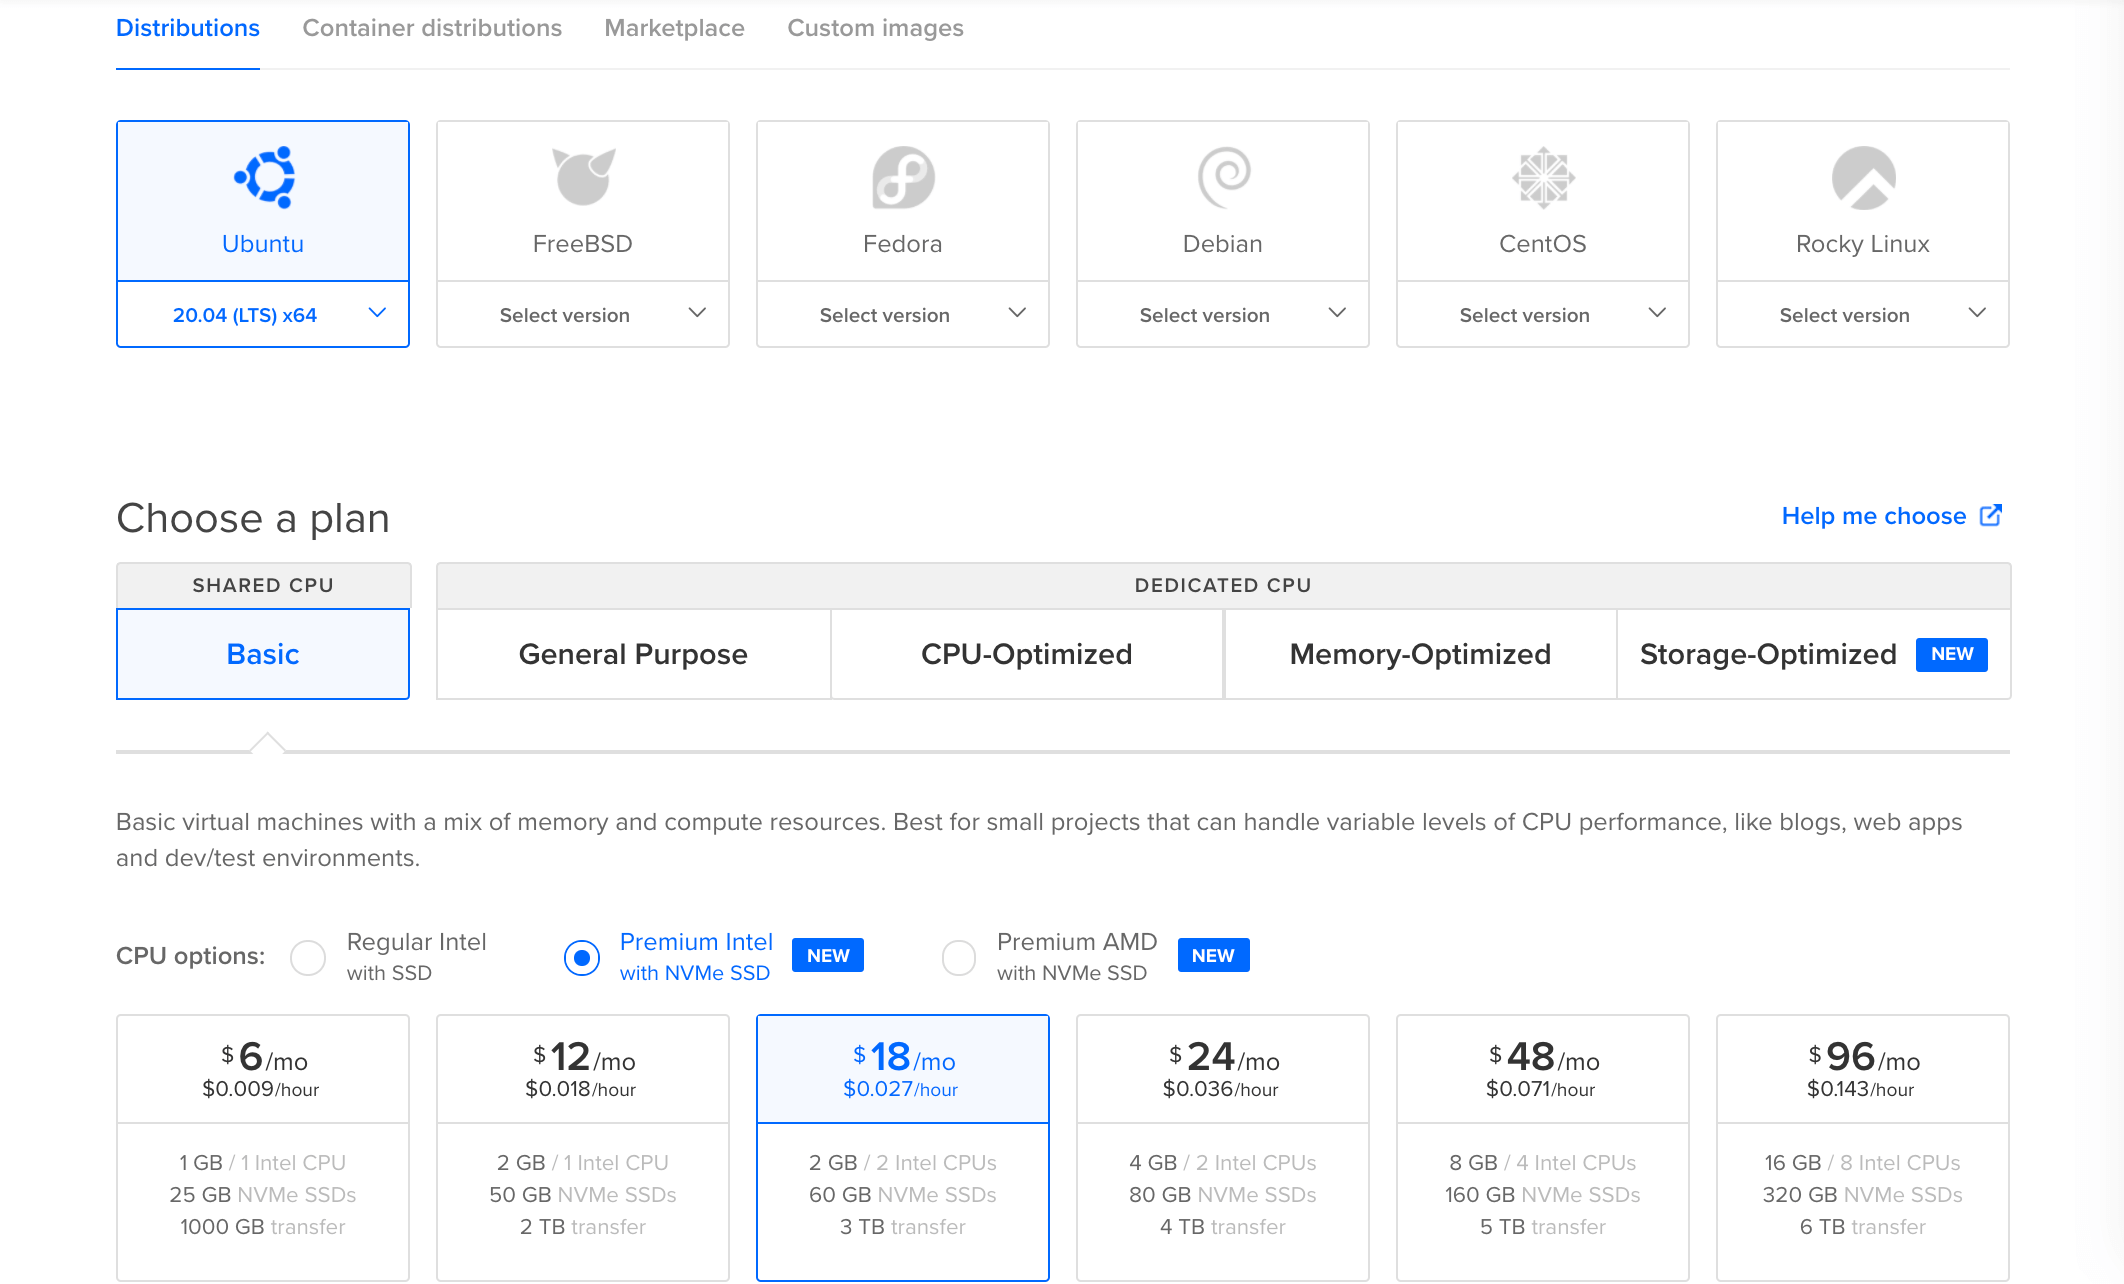 Distributions Container distributions Marketplace Custom images
Ubuntu FreeBSD Fedora Debian CentOS Rocky Linux
20.04 (LTS) x64 Select version Select version Select version Select version Select version
Choose a plan Help me choose
SHARED CPU DEDICATED CPU
Basic General Purpose CPU-Optimized Memory-Optimized Storage-Optimized NEW
Basic virtual machines with a mix of memory and compute resources. Best for small projects that can handle variable levels of CPU performance, like blogs, web apps
and dev/test environments.
CPU options: Regular Intel Premium Intel NEW Premium AMD NEW
with SSD with NVMe SSD with NVMe SSD
$6/mo $12/mo $18/mo $24/mo $48/mo $96/mo
$0.009/hour $0.018/hour $0.027/hour $0.036/hour $0.071/hour $0.143/hour
1 GB / 1 Intel CPU 2 GB / 1 Intel CPU 2 GB / 2 Intel CPUs 4 GB / 2 Intel CPUs 8 GB / 4 Intel CPUs 16 GB / 8 Intel CPUs
25 GB NVMe SSDs 50 GB NVMe SSDs 60 GB NVMe SSDs 80 GB NVMe SSDs 160 GB NVMe SSDs 320 GB NVMe SSDs
1000 GB transfer 2 TB transfer 3 TB transfer 4 TB transfer 5 TB transfer 6 TB transfer